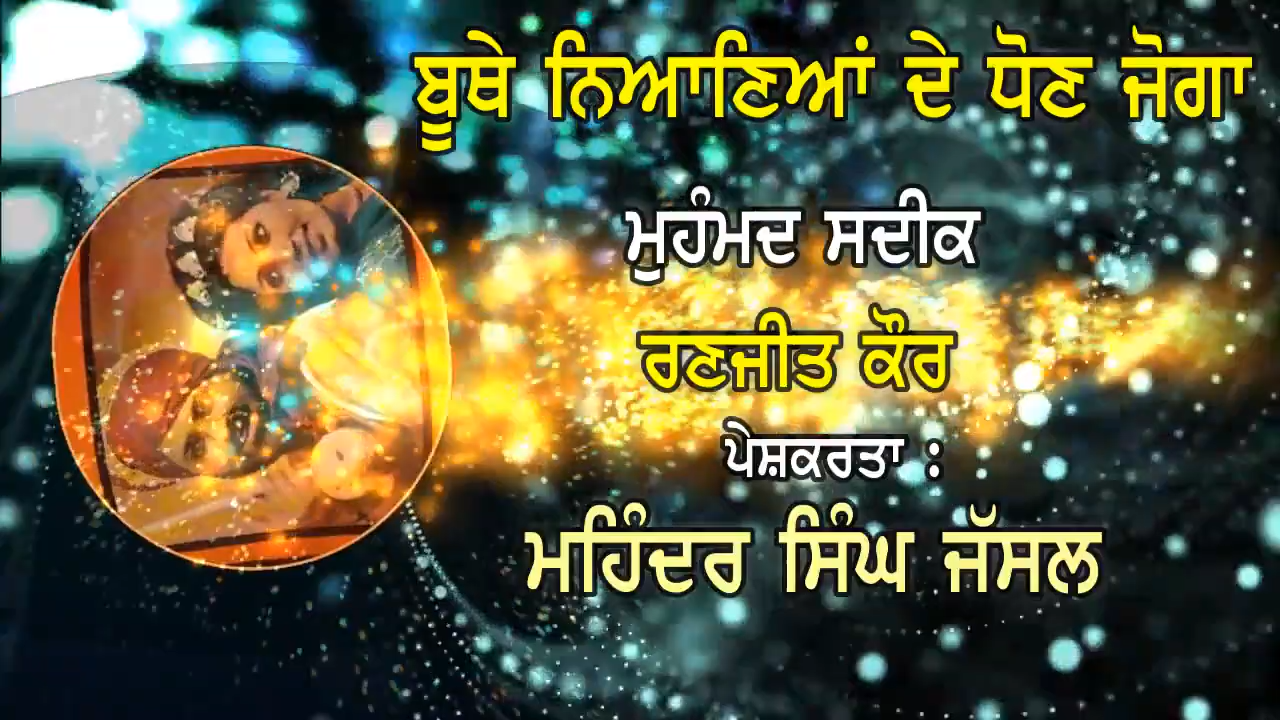 ਬੂਥੇ ਨਿਆਣਿਆਂ ਦੇ ਧੋਣ ਜੋਗਾ
ਮੁਹੰਮਦ ਸਦੀਕ
ਰਣਜੀਤ ਕੌਰ
ਪੇਸ਼ਕਰਤਾ :
ਮਹਿੰਦਰ ਸਿੰਘ ਜੱਸਲ